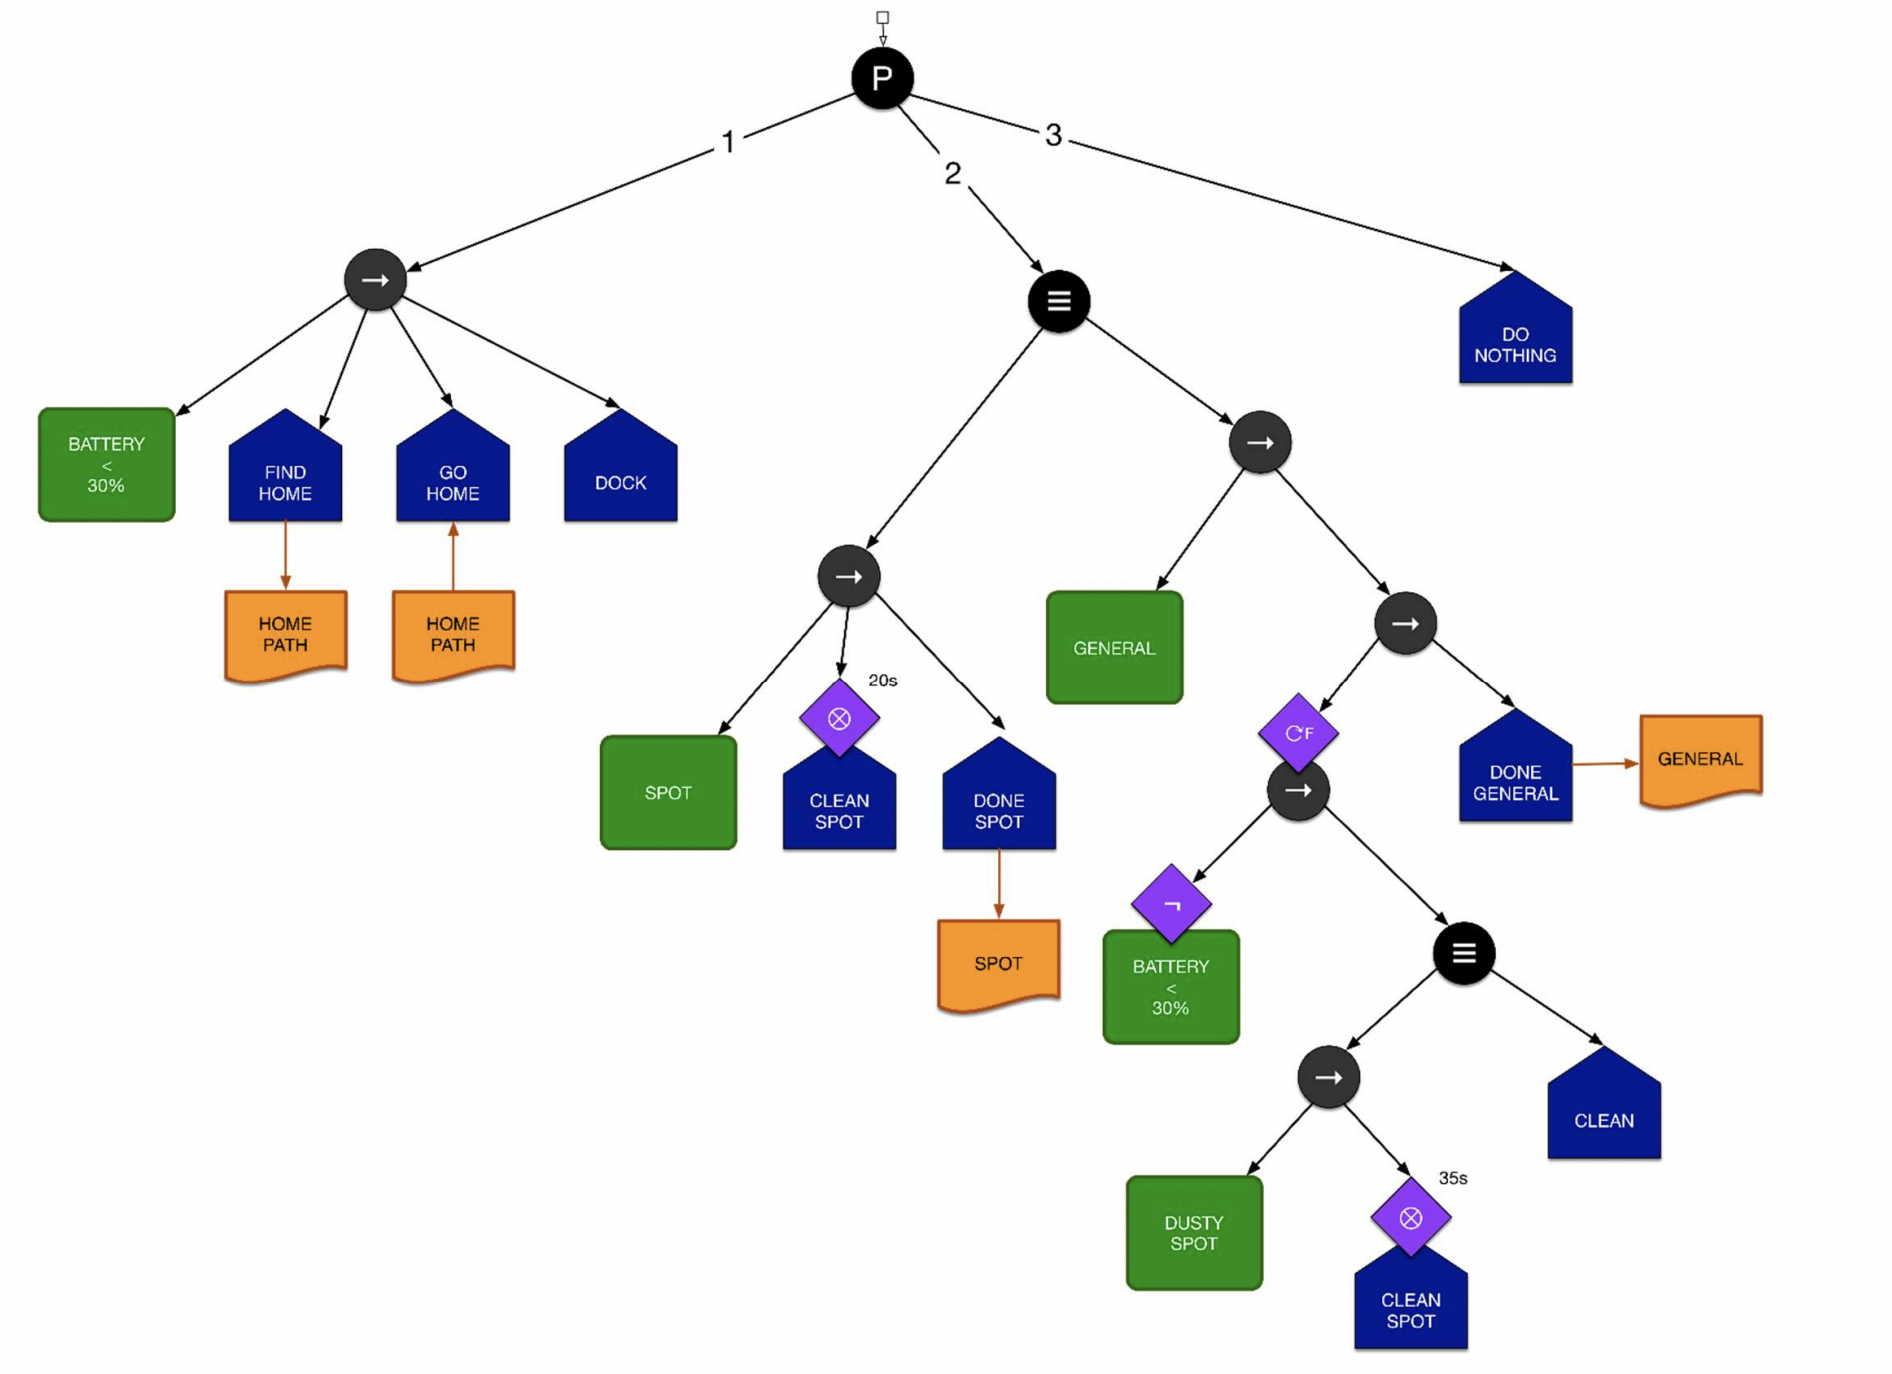 P
1
2
3
→
≡
DO
NOTHING
→
BATTERY
<
30%
FIND
HOME
GO
HOME
DOCK
HOME
PATH
HOME
PATH
→
→
GENERAL
20s
⊗
SPOT
CLEAN
SPOT
DONE
SPOT
SPOT
F
→
DONE
GENERAL
GENERAL
¬
BATTERY
<
30%
≡
→
CLEAN
DUSTY
SPOT
35s
⊗
CLEAN
SPOT